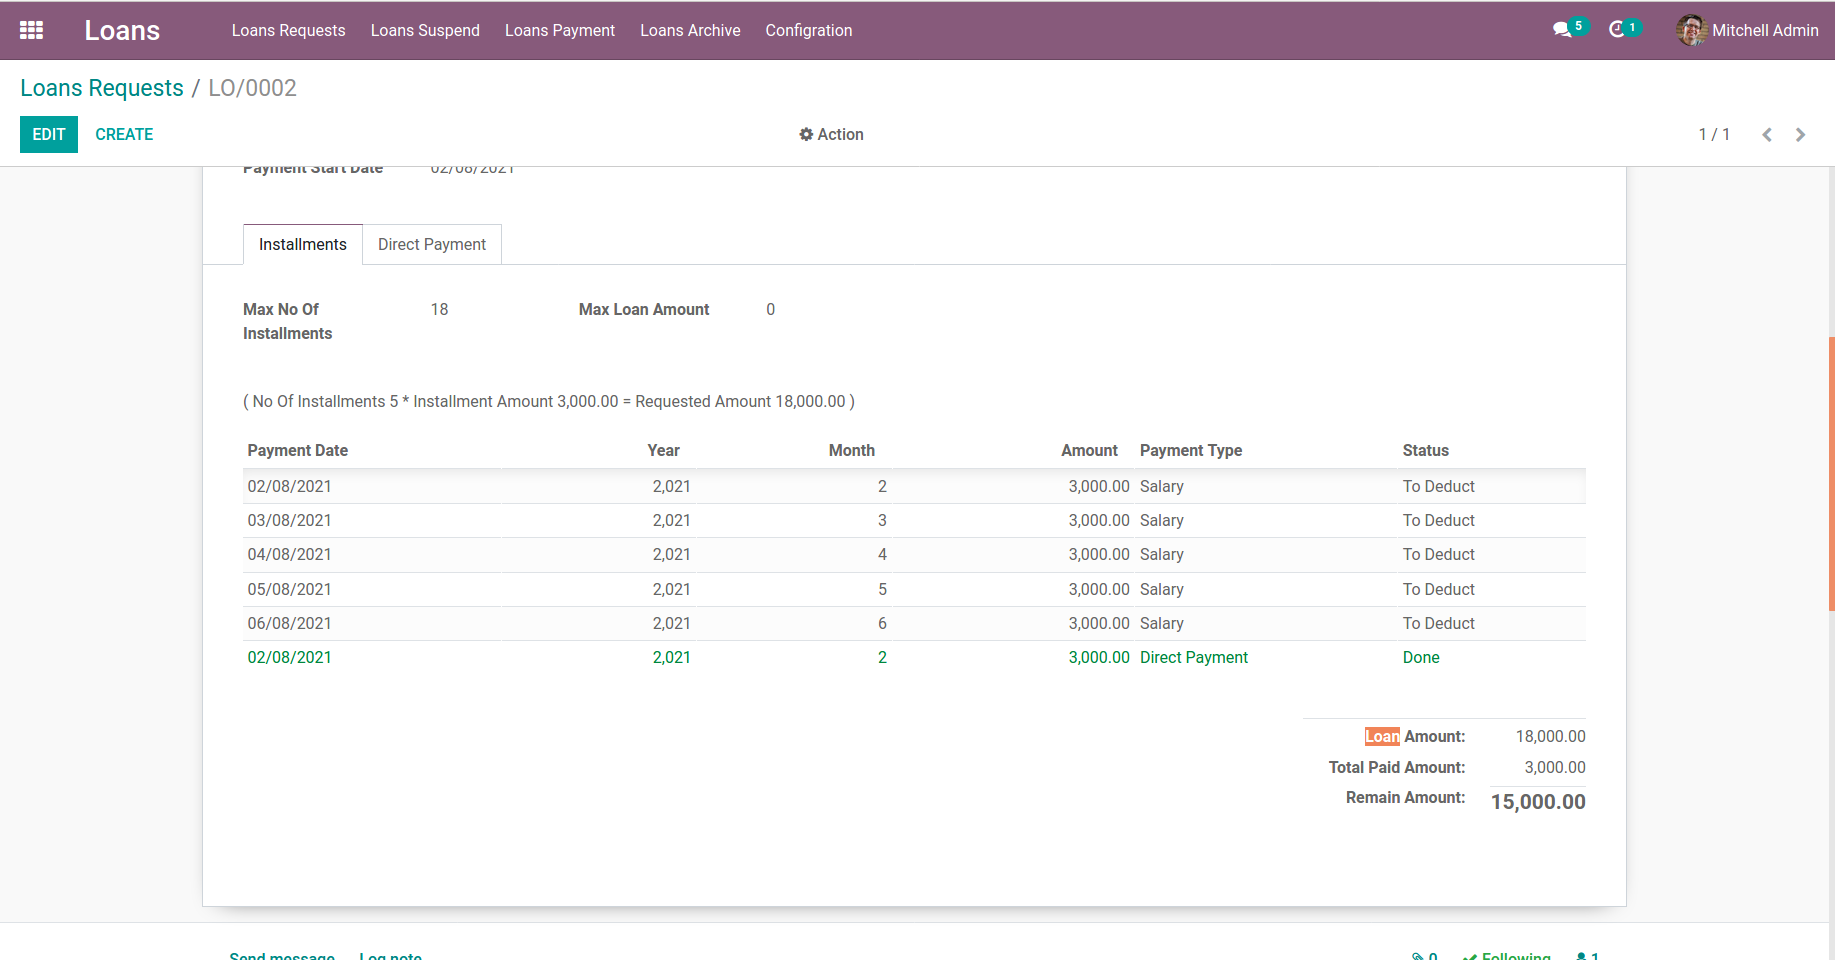 Loans Loans Requests Loans Suspend Loans Payment Loans Archive Configration 5 1 Mitchell Admin
Loans Requests / LO/0002
EDIT CREATE Action 1 / 1
Payment Start Date 02/08/2021
Installments Direct Payment
Max No Of Installments 18 Max Loan Amount 0
( No Of Installments 5 * Installment Amount 3,000.00 = Requested Amount 18,000.00 )
Payment Date Year Month Amount Payment Type Status
02/08/2021 2,021 2 3,000.00 Salary To Deduct
03/08/2021 2,021 3 3,000.00 Salary To Deduct
04/08/2021 2,021 4 3,000.00 Salary To Deduct
05/08/2021 2,021 5 3,000.00 Salary To Deduct
06/08/2021 2,021 6 3,000.00 Salary To Deduct
02/08/2021 2,021 2 3,000.00 Direct Payment Done
Loan Amount: 18,000.00
Total Paid Amount: 3,000.00
Remain Amount: 15,000.00
Send message Log note 0 Following 1